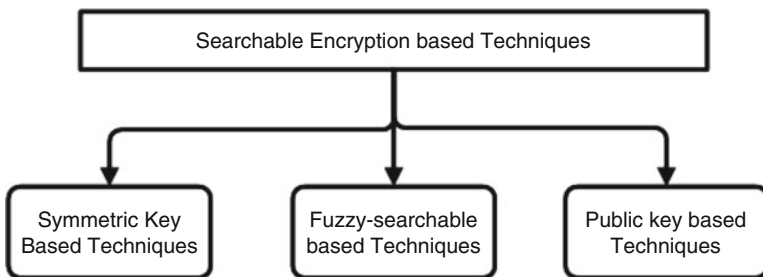 Searchable Encryption based Techniques
Symmetric Key
Based Techniques
Fuzzy-searchable
based Techniques
Public key based
Techniques